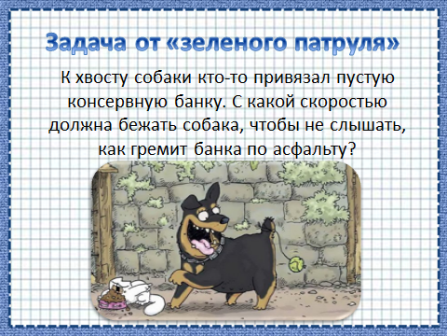 Задача от «зеленого патруля»
К хвосту собаки кто-то привязал пустую
консервную банку. С какой скоростью
должна бежать собака, чтобы не слышать,
как гремит банка по асфальту?